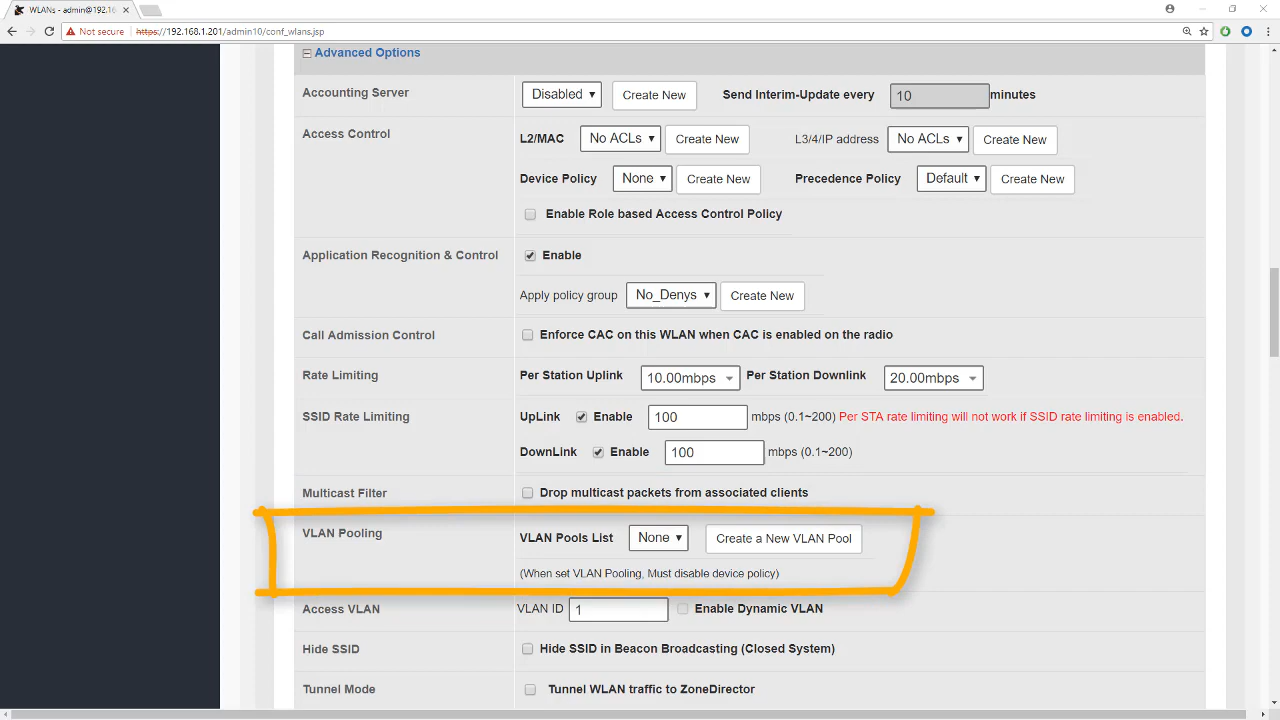 WLANs - admin@192.16
Not secure https://192.168.1.201/admin10/conf_wlans.jsp
Advanced Options
Accounting Server Disabled Create New Send Interim-Update every 10 minutes
Access Control L2/MAC No ACLs Create New L3/4/IP address No ACLs Create New
Device Policy None Create New Precedence Policy Default Create New
Enable Role based Access Control Policy
Application Recognition & Control Enable
Apply policy group No_Denys Create New
Call Admission Control Enforce CAC on this WLAN when CAC is enabled on the radio
Rate Limiting Per Station Uplink 10.00mbps Per Station Downlink 20.00mbps
SSID Rate Limiting UpLink Enable 100 mbps (0.1~200) Per STA rate limiting will not work if SSID rate limiting is enabled.
DownLink Enable 100 mbps (0.1~200)
Multicast Filter Drop multicast packets from associated clients
VLAN Pooling VLAN Pools List None Create a New VLAN Pool
(When set VLAN Pooling, Must disable device policy)
Access VLAN VLAN ID 1 Enable Dynamic VLAN
Hide SSID Hide SSID in Beacon Broadcasting (Closed System)
Tunnel Mode Tunnel WLAN traffic to ZoneDirector